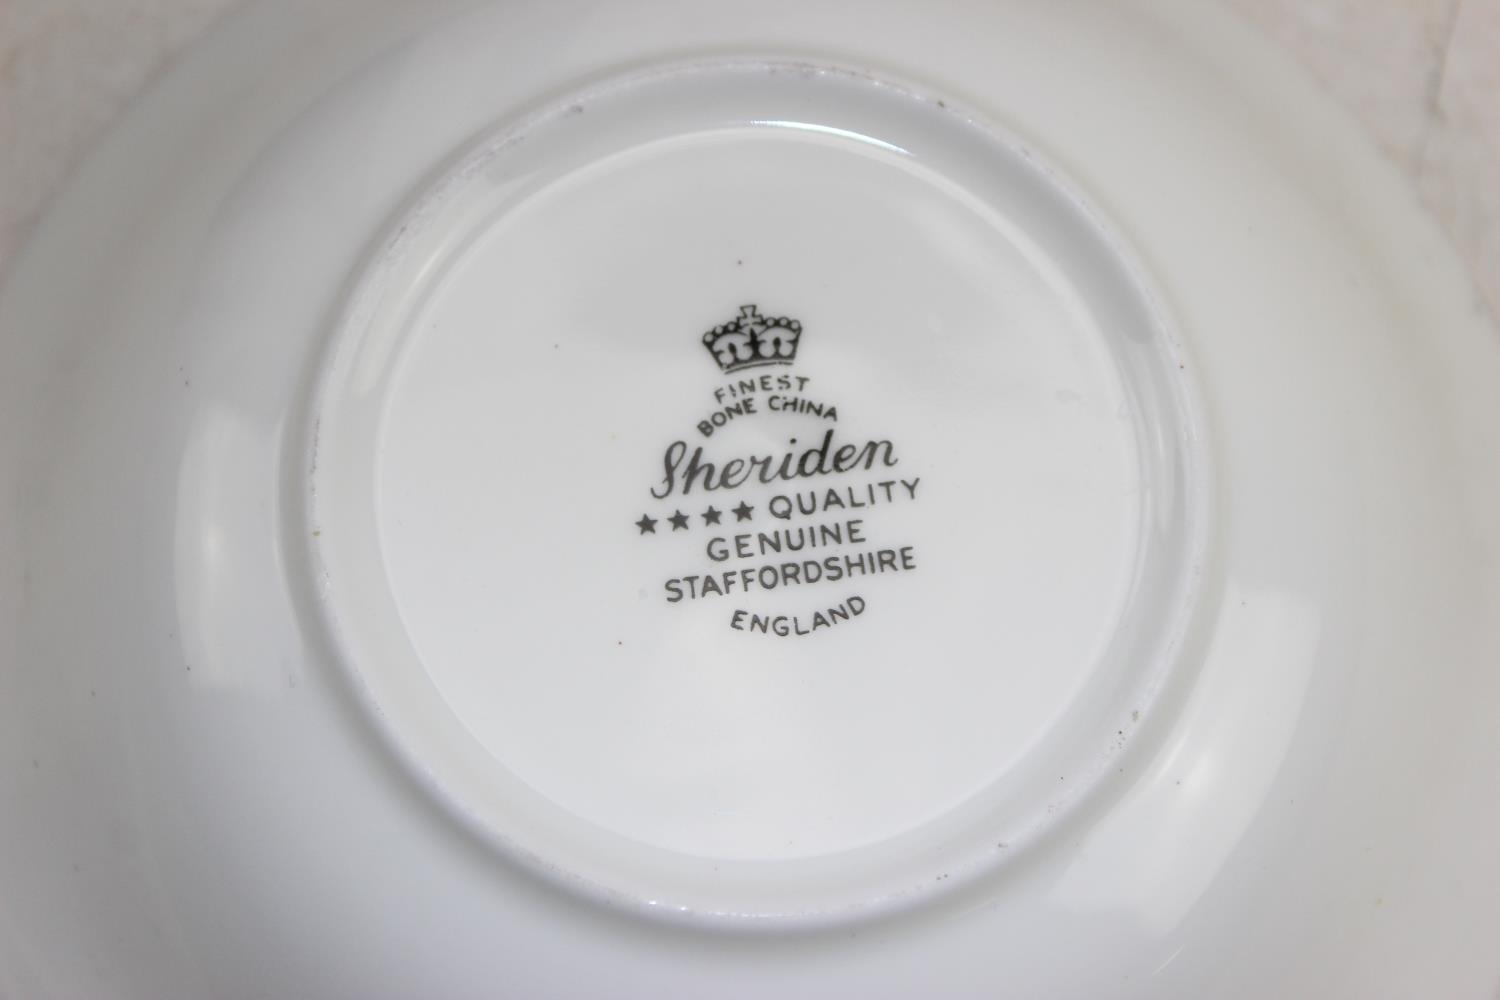 FINEST
BONE CHINA
Sheriden
★★★★ QUALITY
GENUINE
STAFFORDSHIRE
ENGLAND